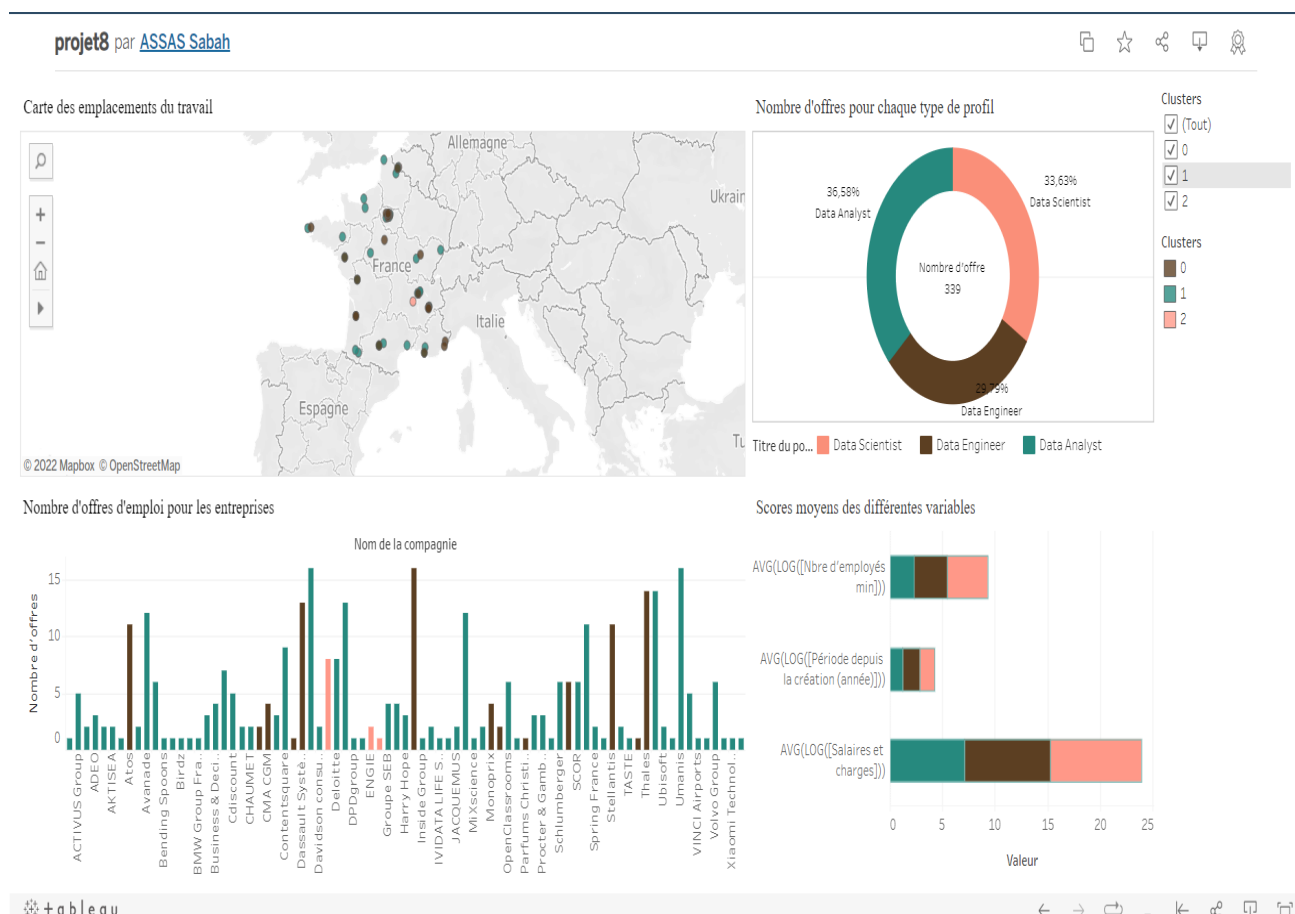 projet8 par ASSAS Sabah
Carte des emplacements du travail
Allemagne
Ukrain
France
Italie
Espagne
Tu
© 2022 Mapbox © OpenStreetMap
Nombre d'offres pour chaque type de profil
36,58%
Data Analyst
33,63%
Data Scientist
Nombre d'offre
339
29,79%
Data Engineer
Titre du po... Data Scientist Data Engineer Data Analyst
Clusters
(Tout)
0
1
2
Clusters
0
1
2
Nombre d'offres d'emploi pour les entreprises
Nom de la compagnie
Nombre d'offres
15
10
5
0
ACTIVUS Group
ADEO
AKTISEA
Atos
Avanade
Bending Spoons
Birdz
BMW Group Fra..
Business & Deci..
Cdiscount
CHAUMET
CMA CGM
Contentsquare
Dassault Systè..
Davidson consu..
Deloitte
DPDgroup
ENGIE
Groupe SEB
Harry Hope
Inside Group
IVIDATA LIFE S..
JACQUEMUS
MiXscience
Monoprix
OpenClassrooms
Parfums Christi..
Procter & Gamb..
Schlumberger
SCOR
Spring France
Stellantis
TASTE
Thales
Ubisoft
Umanis
VINCI Airports
Volvo Group
Xiaomi Technol..
Scores moyens des différentes variables
AVG(LOG([Nbre d'employés
min]))
AVG(LOG([Période depuis
la création (année)]))
AVG(LOG([Salaires et
charges]))
0 5 10 15 20 25
Valeur
+ableau